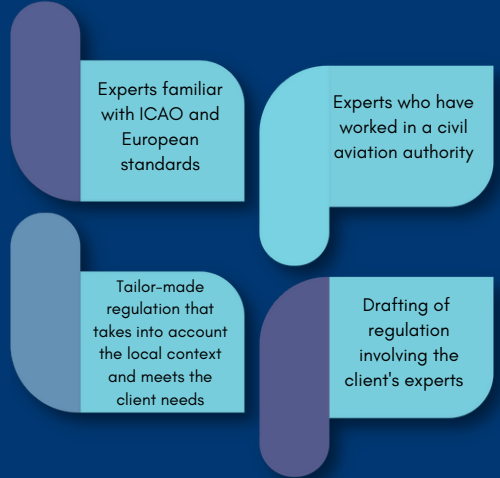 Experts familiar
with ICAO and
European
standards
Experts who have
worked in a civil
aviation authority
Tailor-made
regulation that
takes into account
the local context
and meets the
client needs
Drafting of
regulation
involving the
client's experts